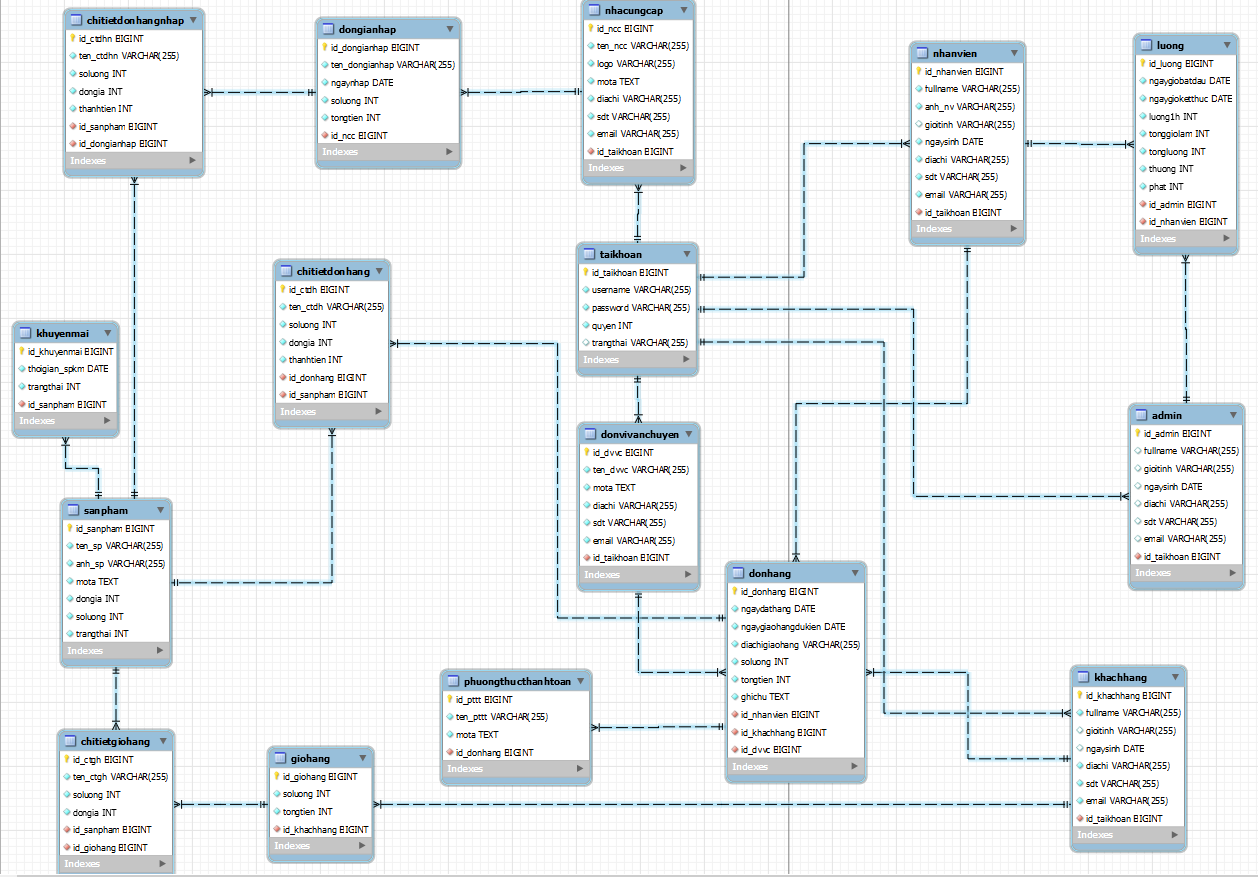 chitietdonhangnhap
id_ctdhn BIGINT
ten_ctdhn VARCHAR(255)
soluong INT
dongia INT
thanhtien INT
id_sanpham BIGINT
id_dongianhap BIGINT
Indexes
dongianhap
id_dongianhap BIGINT
ten_dongianhap VARCHAR(255)
ngaynhap DATE
soluong INT
tongtien INT
id_ncc BIGINT
Indexes
nhacungcap
id_ncc BIGINT
ten_ncc VARCHAR(255)
logo VARCHAR(255)
mota TEXT
diachi VARCHAR(255)
sdt VARCHAR(255)
email VARCHAR(255)
id_taikhoan BIGINT
Indexes
nhanvien
id_nhanvien BIGINT
fullname VARCHAR(255)
anh_nv VARCHAR(255)
gioitinh VARCHAR(255)
ngaysinh DATE
diachi VARCHAR(255)
sdt VARCHAR(255)
email VARCHAR(255)
id_taikhoan BIGINT
Indexes
luong
id_luong BIGINT
ngaygiobatdau DATE
ngaygioketthuc DATE
luong1h INT
tonggiolam INT
tongluong INT
thuong INT
phat INT
id_admin BIGINT
id_nhanvien BIGINT
Indexes
taikhoan
id_taikhoan BIGINT
username VARCHAR(255)
password VARCHAR(255)
quyen INT
trangthai VARCHAR(255)
Indexes
chitietdonhang
id_ctdh BIGINT
ten_ctdh VARCHAR(255)
soluong INT
dongia INT
thanhtien INT
id_donhang BIGINT
id_sanpham BIGINT
Indexes
khuyenmai
id_khuyenmai BIGINT
thoigian_spkm DATE
trangthai INT
id_sanpham BIGINT
Indexes
donvivanchuyen
id_dvvc BIGINT
ten_dvvc VARCHAR(255)
mota TEXT
diachi VARCHAR(255)
sdt VARCHAR(255)
email VARCHAR(255)
id_taikhoan BIGINT
Indexes
admin
id_admin BIGINT
fullname VARCHAR(255)
gioitinh VARCHAR(255)
ngaysinh DATE
diachi VARCHAR(255)
sdt VARCHAR(255)
email VARCHAR(255)
id_taikhoan BIGINT
Indexes
sanpham
id_sanpham BIGINT
ten_sp VARCHAR(255)
anh_sp VARCHAR(255)
mota TEXT
dongia INT
soluong INT
trangthai INT
Indexes
donhang
id_donhang BIGINT
ngaydathang DATE
ngaygiaohangdukien DATE
diachigiaohang VARCHAR(255)
soluong INT
tongtien INT
ghichu TEXT
id_nhanvien BIGINT
id_khachhang BIGINT
id_dvvc BIGINT
Indexes
phuongthucthanhtoan
id_pttt BIGINT
ten_pttt VARCHAR(255)
mota TEXT
id_donhang BIGINT
Indexes
khachhang
id_khachhang BIGINT
fullname VARCHAR(255)
gioitinh VARCHAR(255)
ngaysinh DATE
diachi VARCHAR(255)
sdt VARCHAR(255)
email VARCHAR(255)
id_taikhoan BIGINT
Indexes
chitietgiohang
id_ctgh BIGINT
ten_ctgh VARCHAR(255)
soluong INT
dongia INT
id_sanpham BIGINT
id_giohang BIGINT
Indexes
giohang
id_giohang BIGINT
soluong INT
tongtien INT
id_khachhang BIGINT
Indexes